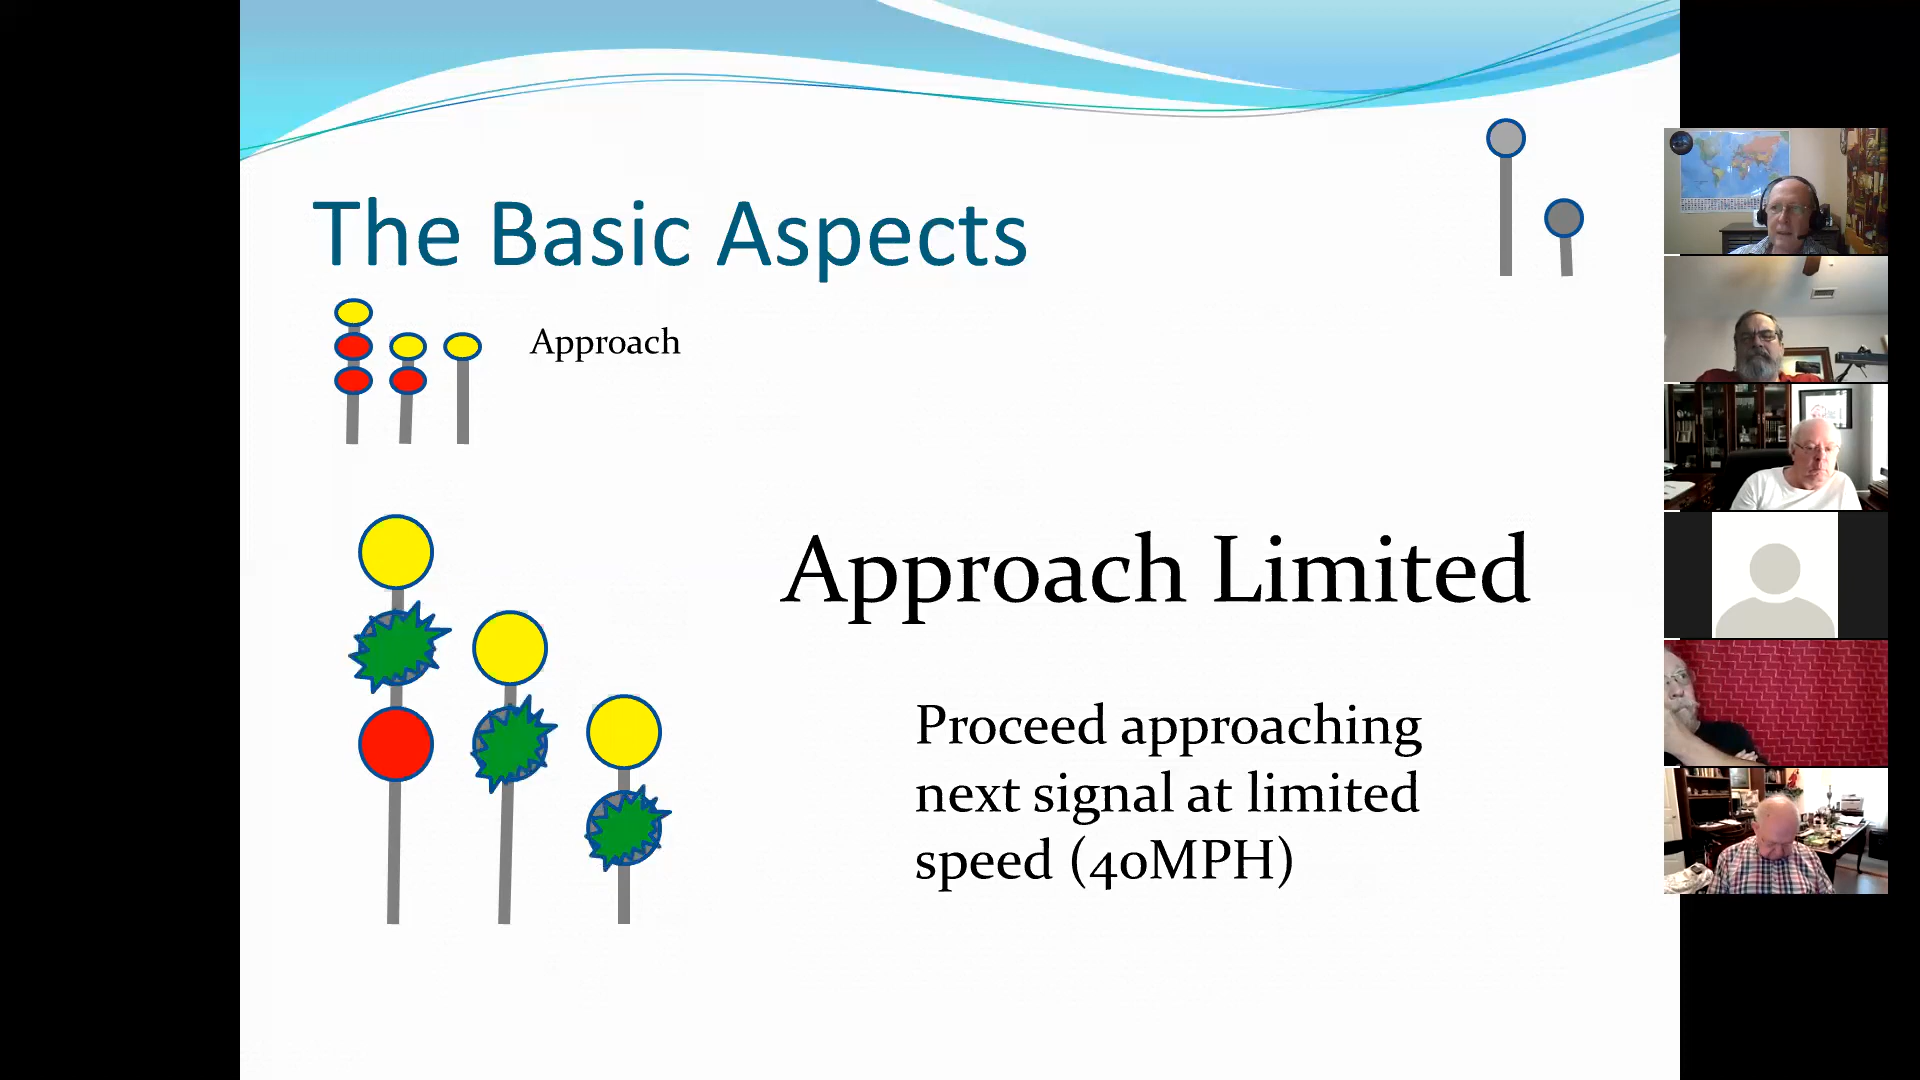 The Basic Aspects
Approach
Approach Limited
Proceed approaching
next signal at limited
speed (40MPH)